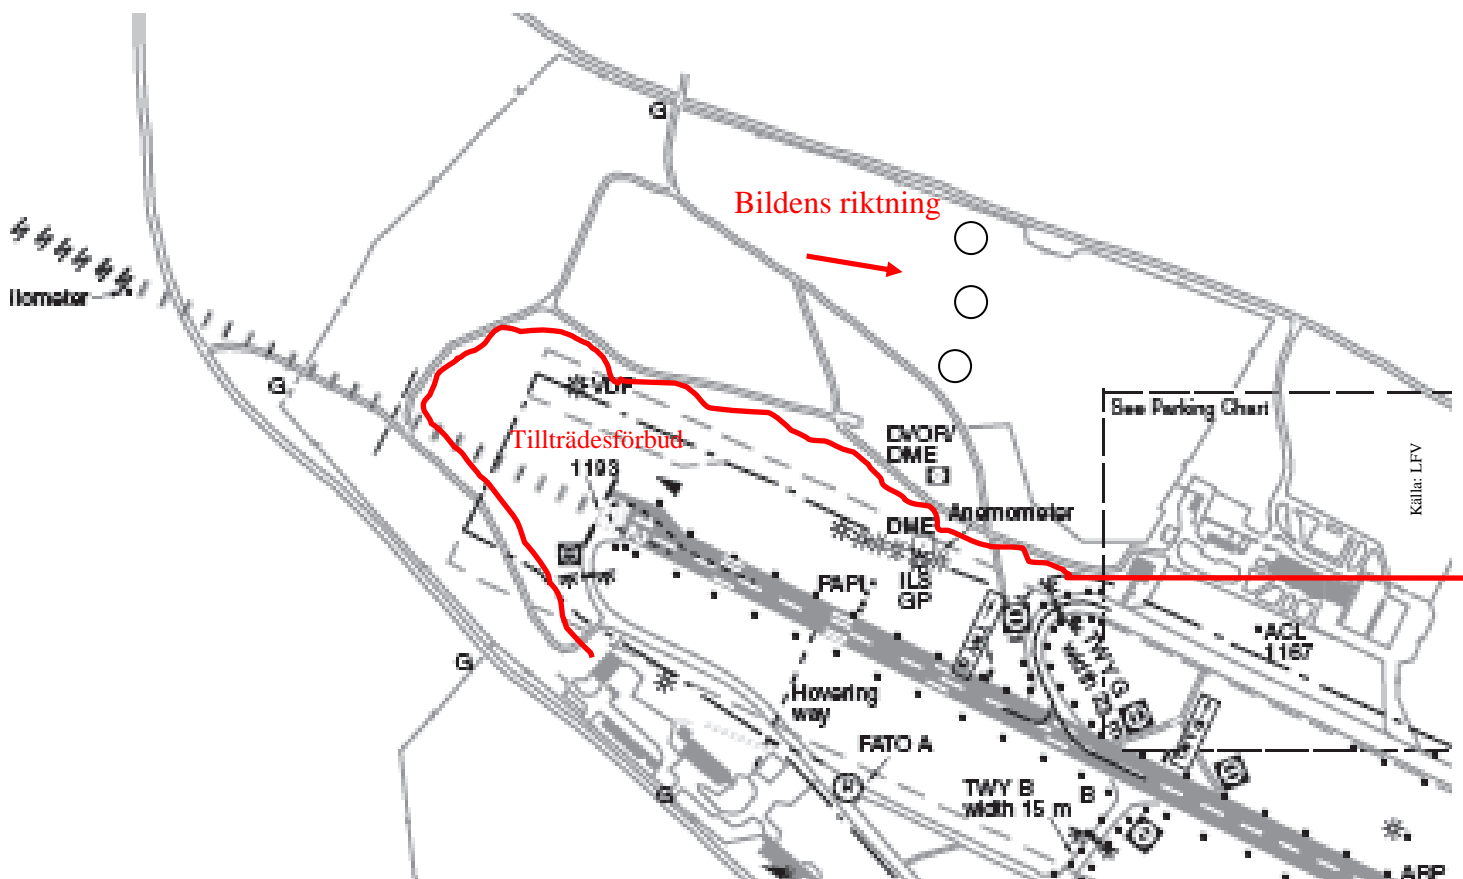 G
Bildens riktning
G
VDF
See Parking Chart
Tillträdesförbud
1193
DVOR/
DME
Källa: LFV
DME
Anemometer
PAPI
ILS
GP
G
ACL
1167
TWY G
Hovering
way
FATO A
H
TWY B
width 15 m
B
G
ARP